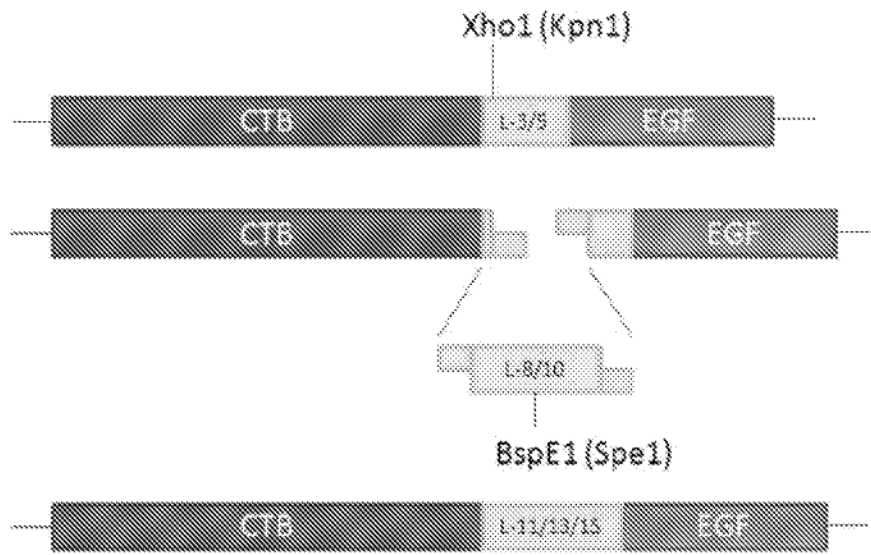 Xho1 (Kpn1)
CTB L-3/5 EGF
CTB EGF
L-8/10
BspE1 (Spe1)
CTB L-11/13/15 EGF